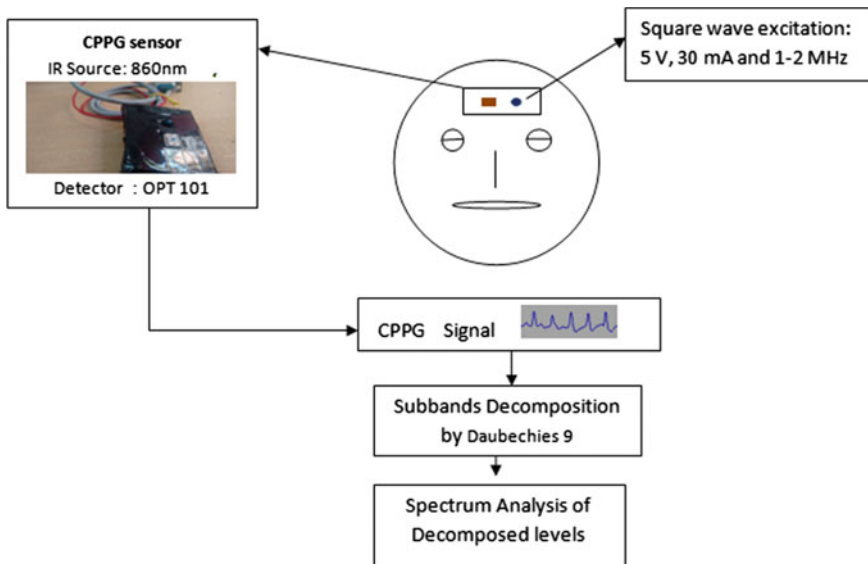 CPPG sensor
IR Source: 860nm
Detector : OPT 101
Square wave excitation:
5 V, 30 mA and 1-2 MHz
CPPG Signal
Subbands Decomposition
by Daubechies 9
Spectrum Analysis of
Decomposed levels